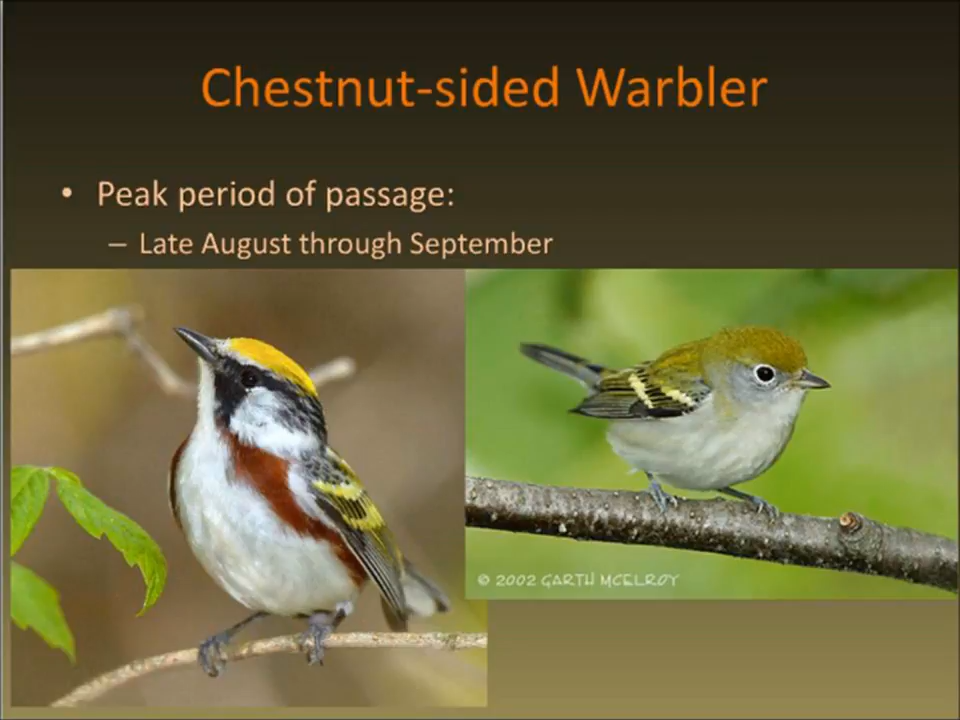 Chestnut-sided Warbler
• Peak period of passage:
– Late August through September
© 2002 GARTH MCELROY